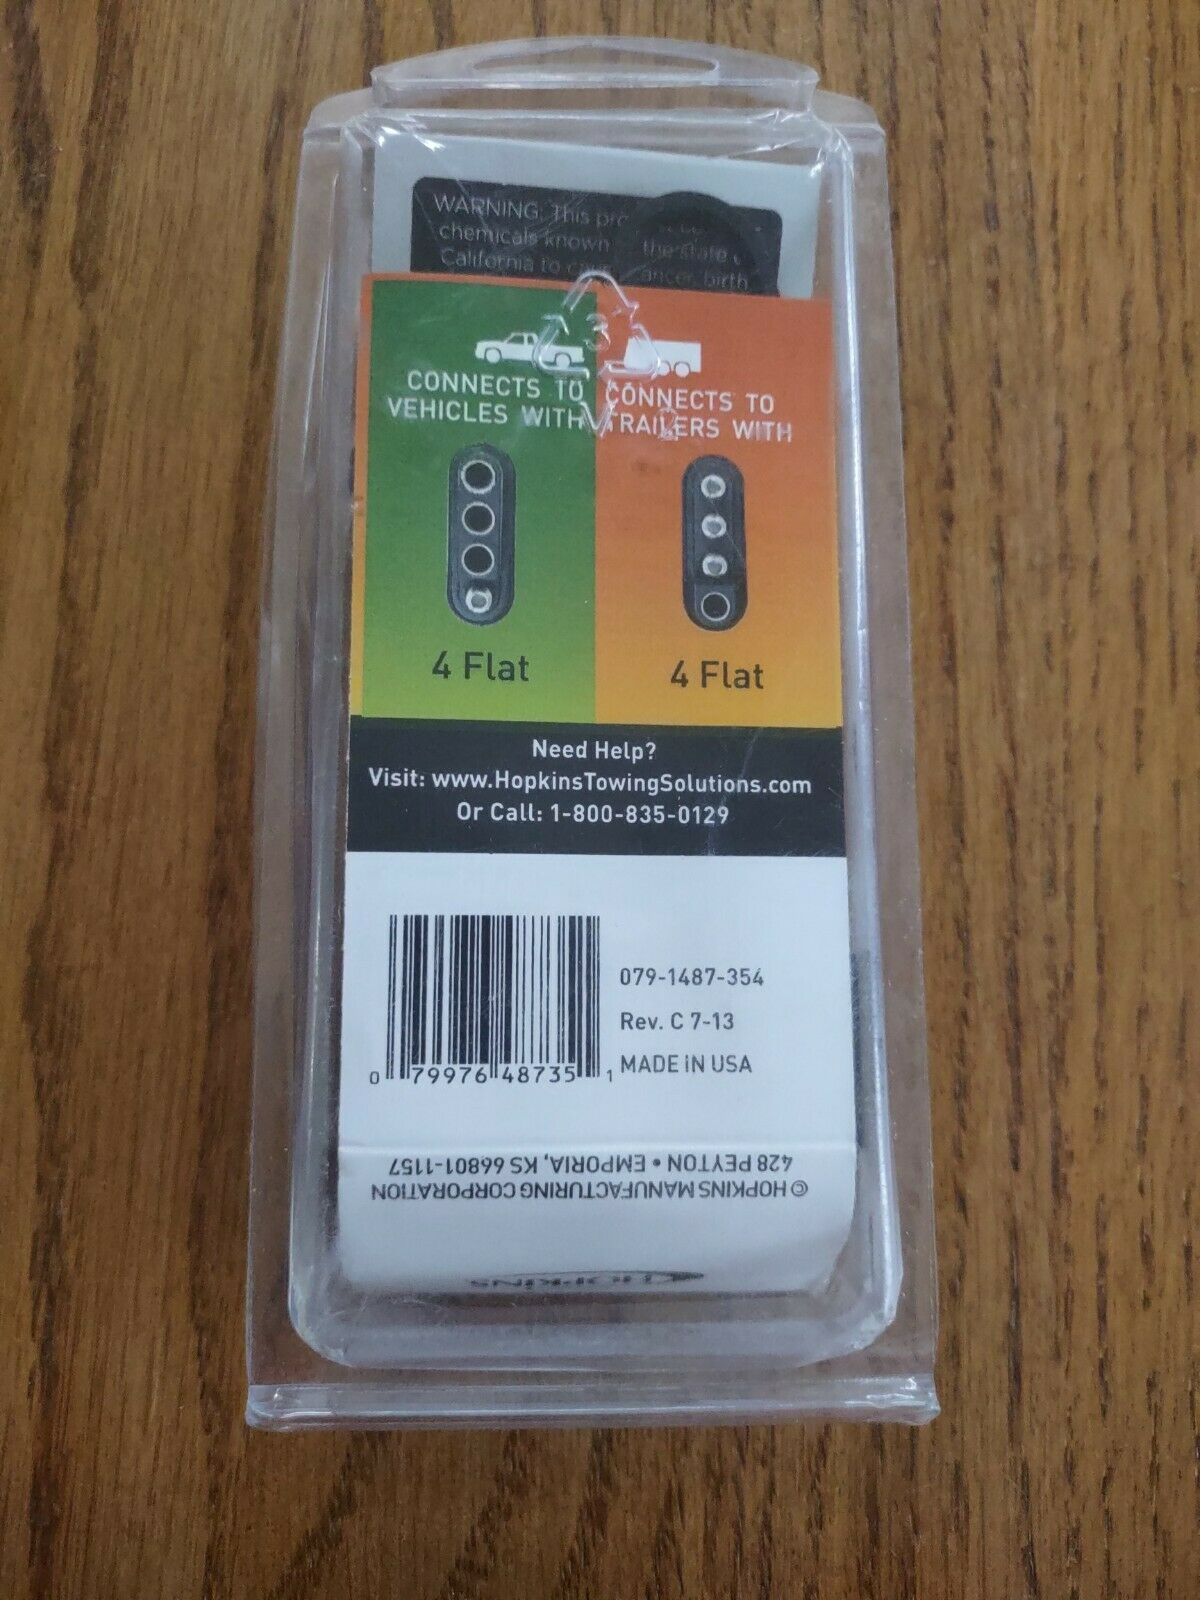 WARNING: This
chemicals known the state
California to birth
3
CONNECTS TO
VEHICLES WITH
4 Flat
CONNECTS TO
TRAILERS WITH
4 Flat
Need Help?
Visit: www.HopkinsTowingSolutions.com
Or Call: 1-800-835-0129
079-1487-354
Rev. C 7-13
MADE IN USA
0 79976 48735 1
© HOPKINS MANUFACTURING CORPORATION
428 PEYTON • EMPORIA, KS 66801-1157
HOPKINS